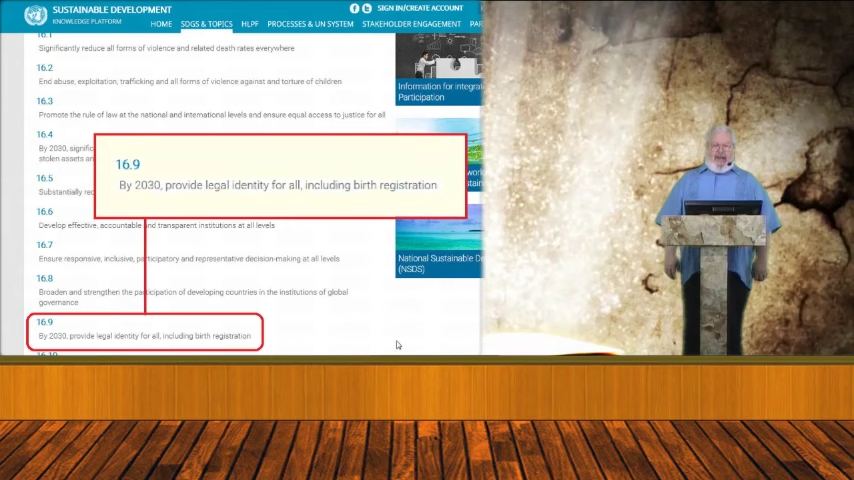 SUSTAINABLE DEVELOPMENT
KNOWLEDGE PLATFORM
SIGN IN/CREATE ACCOUNT
HOME SDGS & TOPICS HLPF PROCESSES & UN SYSTEM STAKEHOLDER ENGAGEMENT PAR
16.1
Significantly reduce all forms of violence and related death rates everywhere
16.2
End abuse, exploitation, trafficking and all forms of violence against and torture of children
16.3
Promote the rule of law at the national and international levels and ensure equal access to justice for all
16.4
By 2030, signific
stolen assets an
16.5
Substantially red
16.6
Develop effective, accountable and transparent institutions at all levels
16.7
Ensure responsive, inclusive, participatory and representative decision-making at all levels
16.8
Broaden and strengthen the participation of developing countries in the institutions of global
governance
16.9
By 2030, provide legal identity for all, including birth registration
16.10
16.9
By 2030, provide legal identity for all, including birth registration
Information for Integrat
Participation
National Sustainable De
(NSDS)